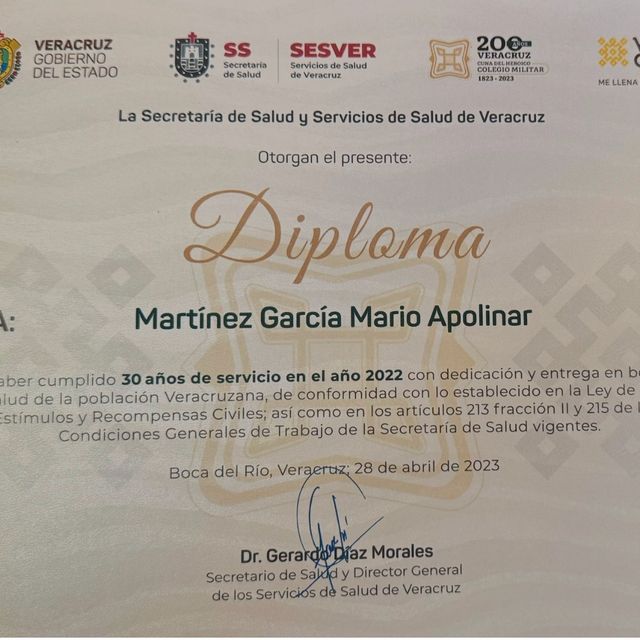 VERACRUZ
GOBIERNO
DEL ESTADO
SS
Secretaría
de Salud
SESVER
Servicios de Salud
de Veracruz
200
VERACRUZ
CUNA DEL HEROICO
COLEGIO MILITAR
1823 - 2023
ME LLENA
La Secretaría de Salud y Servicios de Salud de Veracruz
Otorgan el presente:
Diploma
A:
Martínez García Mario Apolinar
aber cumplido 30 años de servicio en el año 2022 con dedicación y entrega en be
alud de la población Veracruzana, de conformidad con lo establecido en la Ley de
Estímulos y Recompensas Civiles; así como en los artículos 213 fracción II y 215 de l
Condiciones Generales de Trabajo de la Secretaría de Salud vigentes.
Boca del Río, Veracruz; 28 de abril de 2023
Dr. Gerardo Díaz Morales
Secretario de Salud y Director General
de los Servicios de Salud de Veracruz